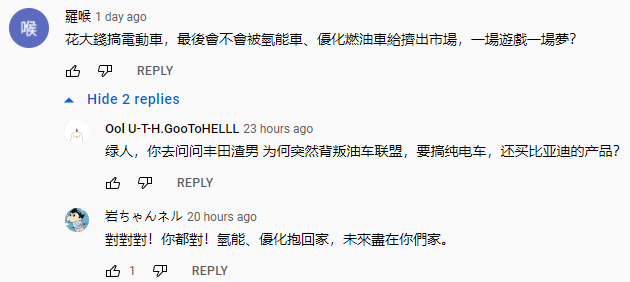 喉
羅喉 1 day ago
花大錢搞電動車，最後會不會被氫能車、優化燃油車給擠出市場，一場遊戲一場夢?
REPLY
Hide 2 replies
Ool U-T-H.GooToHELLL 23 hours ago
绿人，你去问问丰田渣男 为何突然背叛油车联盟，要搞纯电车，还买比亚迪的产品?
REPLY
岩ちゃんネル 20 hours ago
對對對！你都對！氫能、優化抱回家，未來盡在你們家。
1 REPLY